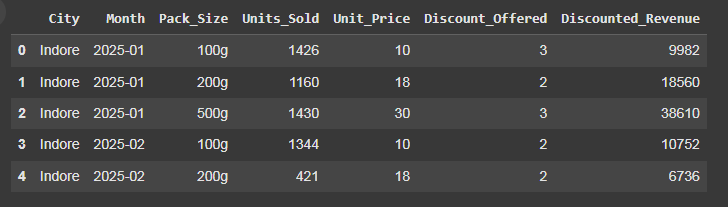 City Month Pack_Size Units_Sold Unit_Price Discount_Offered Discounted_Revenue
0 Indore 2025-01 100g 1426 10 3 9982
1 Indore 2025-01 200g 1160 18 2 18560
2 Indore 2025-01 500g 1430 30 3 38610
3 Indore 2025-02 100g 1344 10 2 10752
4 Indore 2025-02 200g 421 18 2 6736